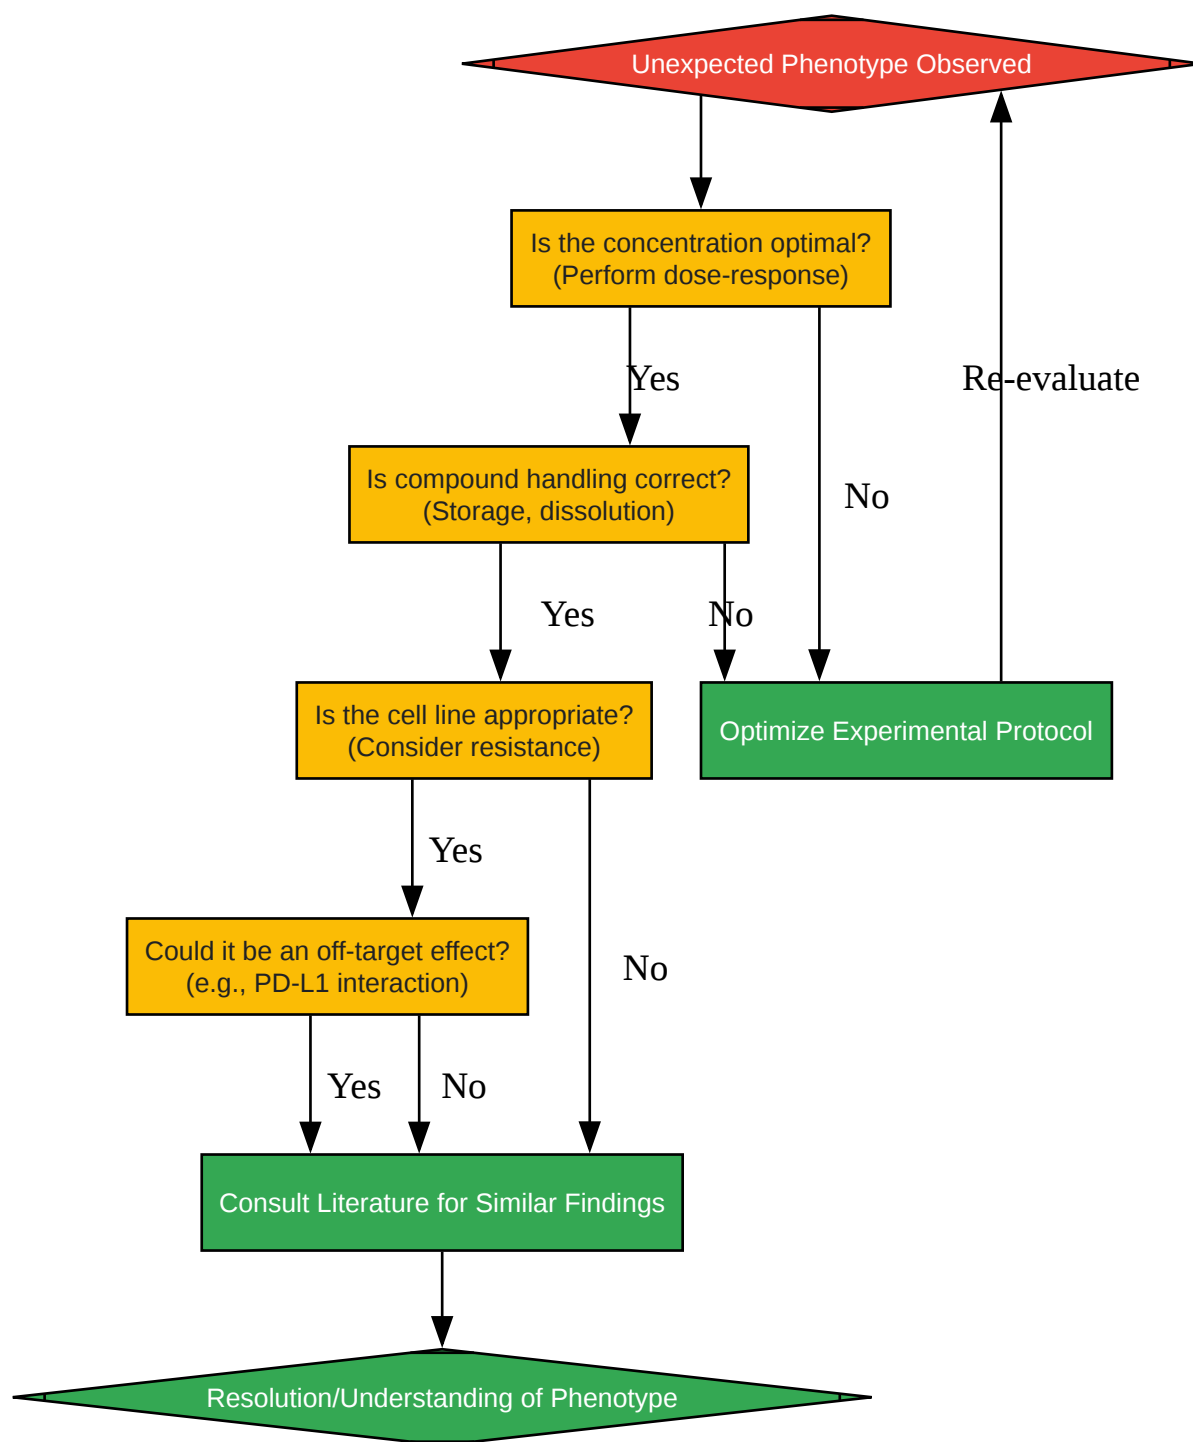 Unexpected Phenotype Observed
Is the concentration optimal?
(Perform dose-response)
Yes
Re-evaluate
Is compound handling correct?
(Storage, dissolution)
No
Yes
No
Is the cell line appropriate?
(Consider resistance)
Optimize Experimental Protocol
Yes
Could it be an off-target effect?
(e.g., PD-L1 interaction)
No
Yes
No
Consult Literature for Similar Findings
Resolution/Understanding of Phenotype